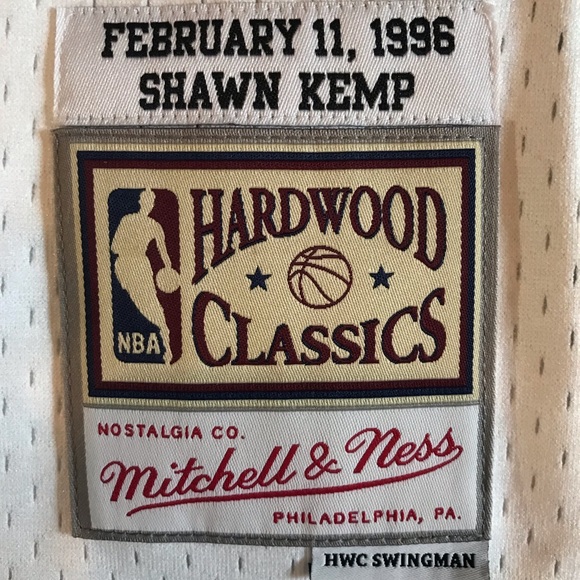 FEBRUARY 11, 1996
SHAWN KEMP
HARDWOOD
CLASSICS
NBA
NOSTALGIA CO.
Mitchell & Ness
PHILADELPHIA, PA.
HWC SWINGMAN